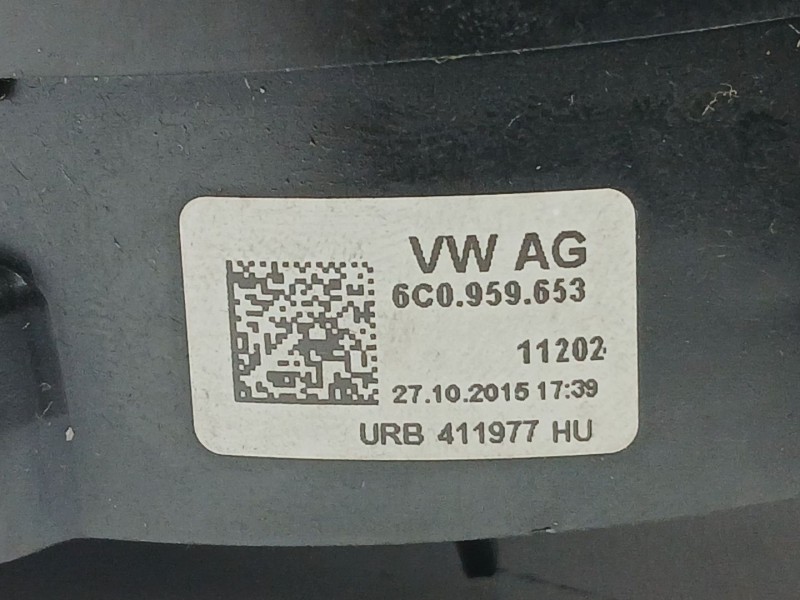 VW AG
6C0.959.653
11202
27.10.2015 17:39
URB 411977 HU